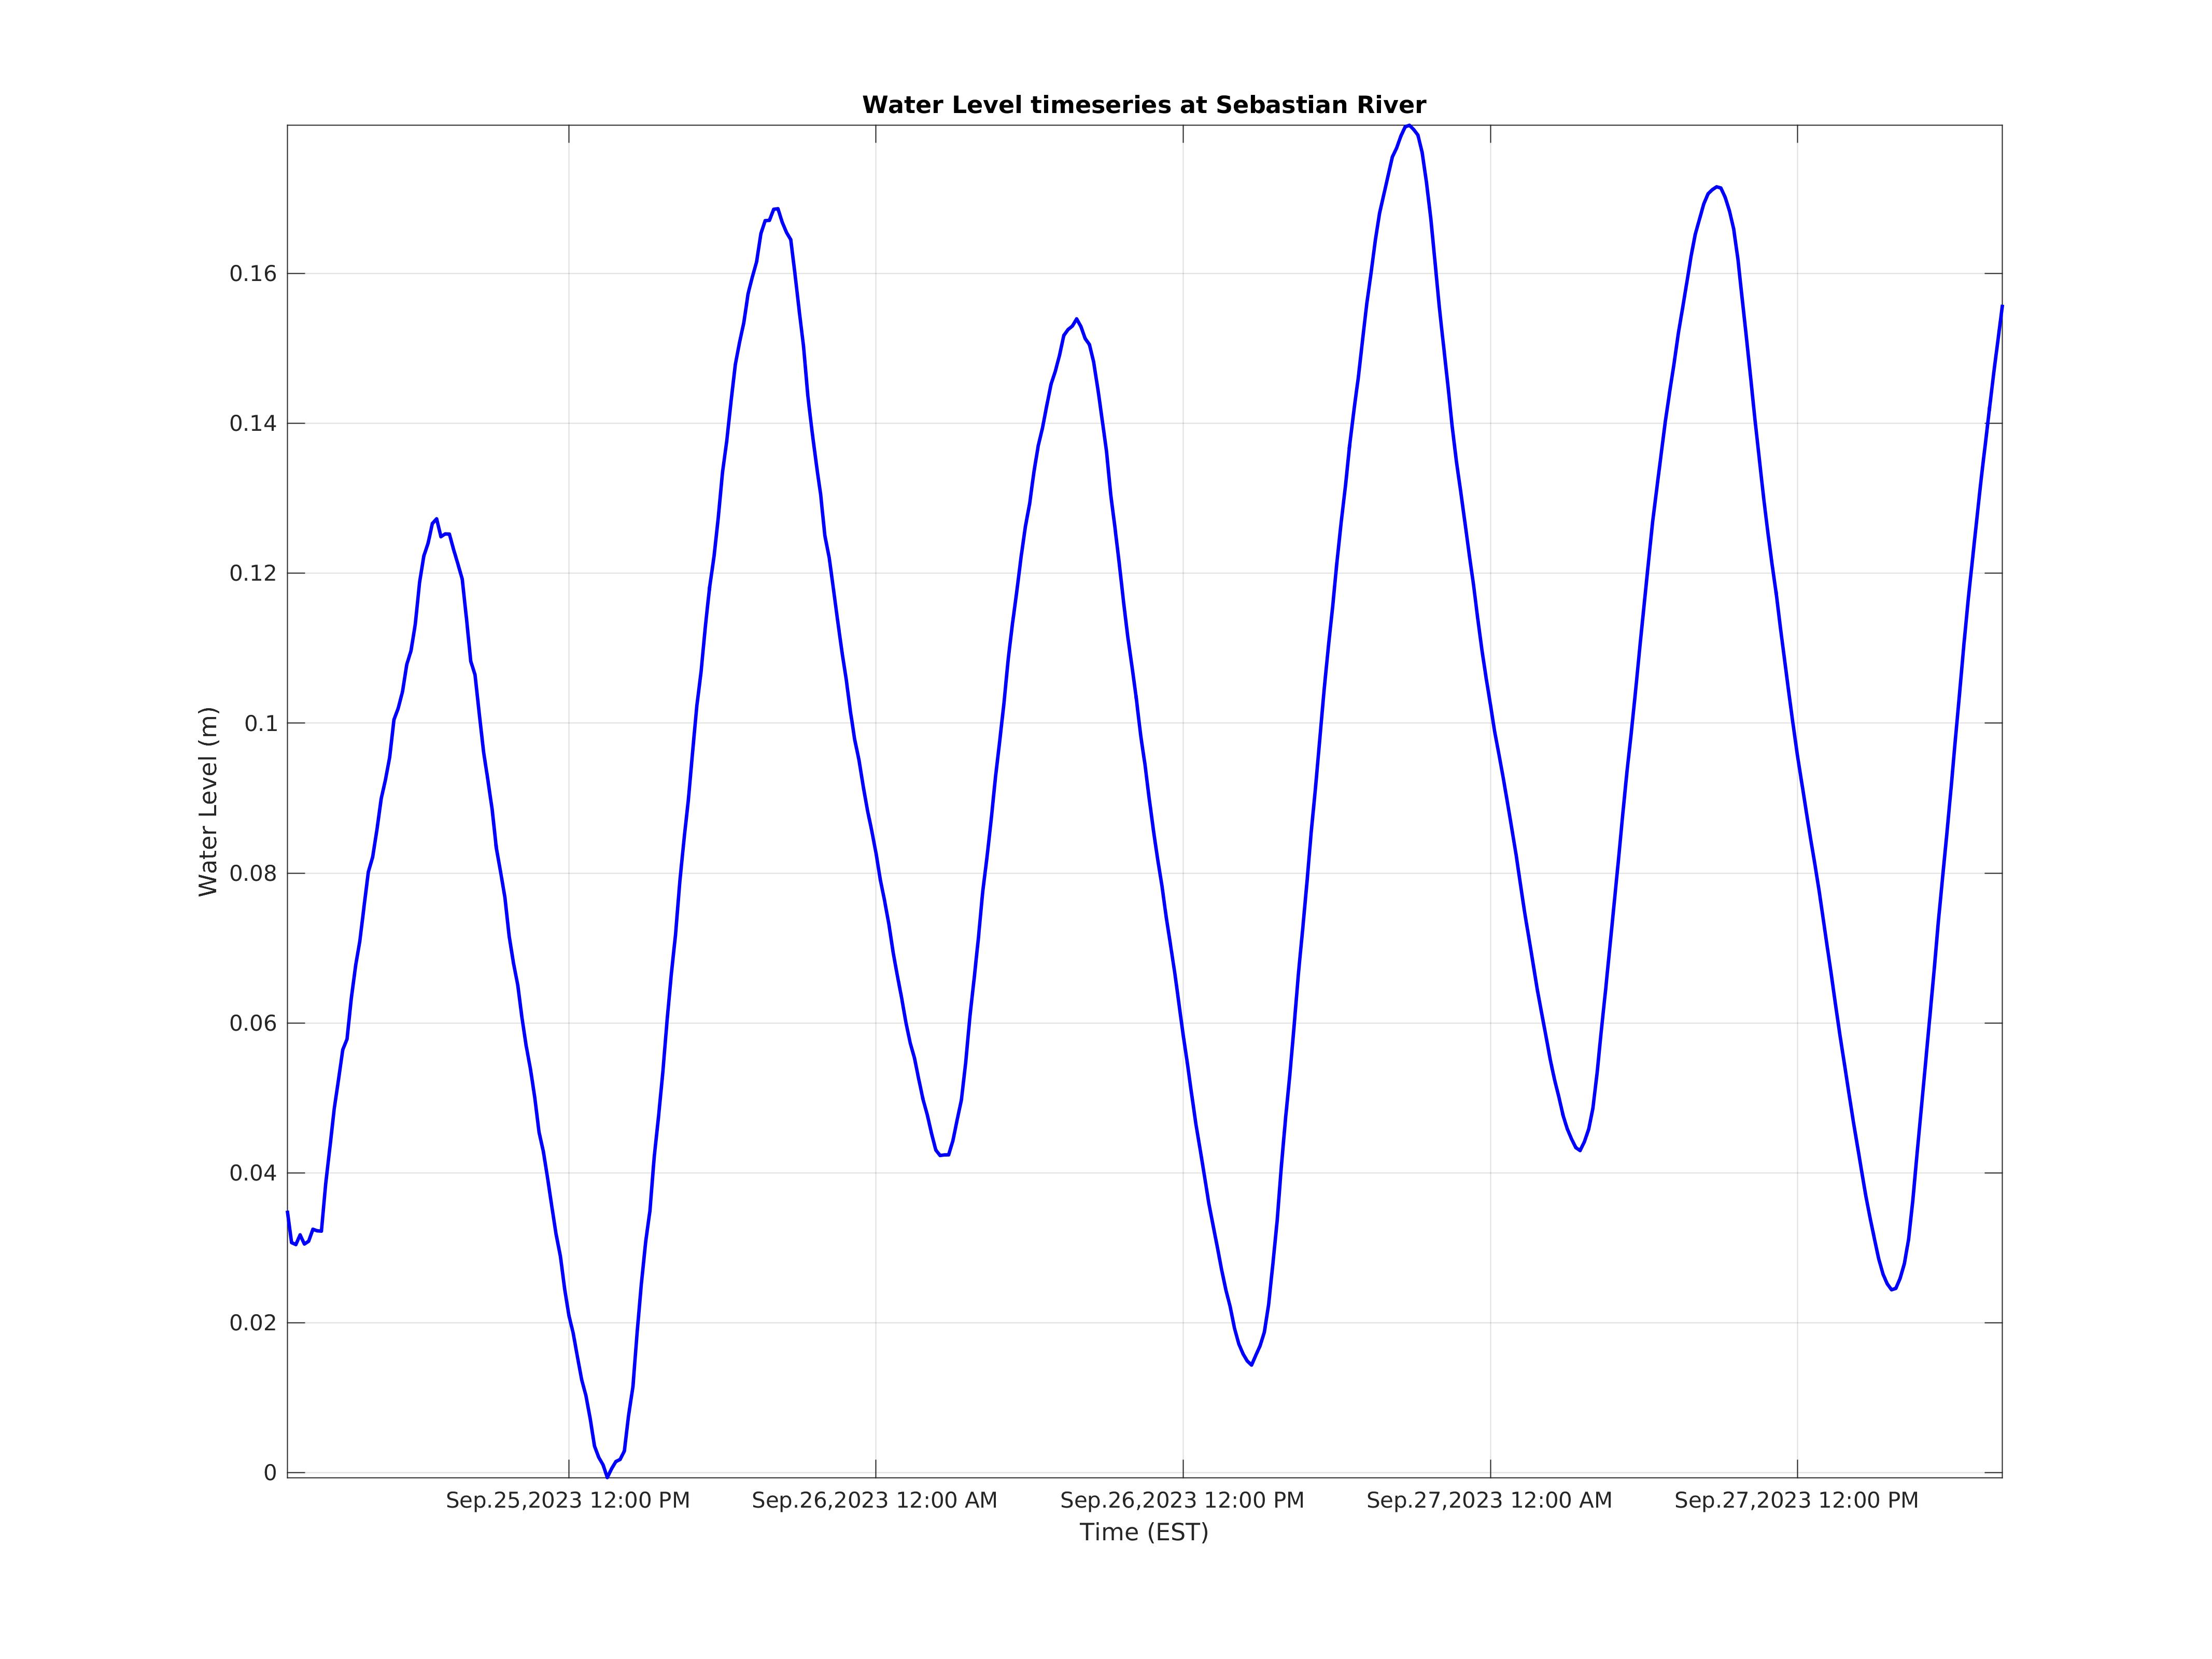 Water Level timeseries at Sebastian River
0.16
0.14
0.12
0.1
0.08
0.06
0.04
0.02
0
Water Level (m)
Sep.25,2023 12:00 PM Sep.26,2023 12:00 AM Sep.26,2023 12:00 PM Sep.27,2023 12:00 AM Sep.27,2023 12:00 PM
Time (EST)